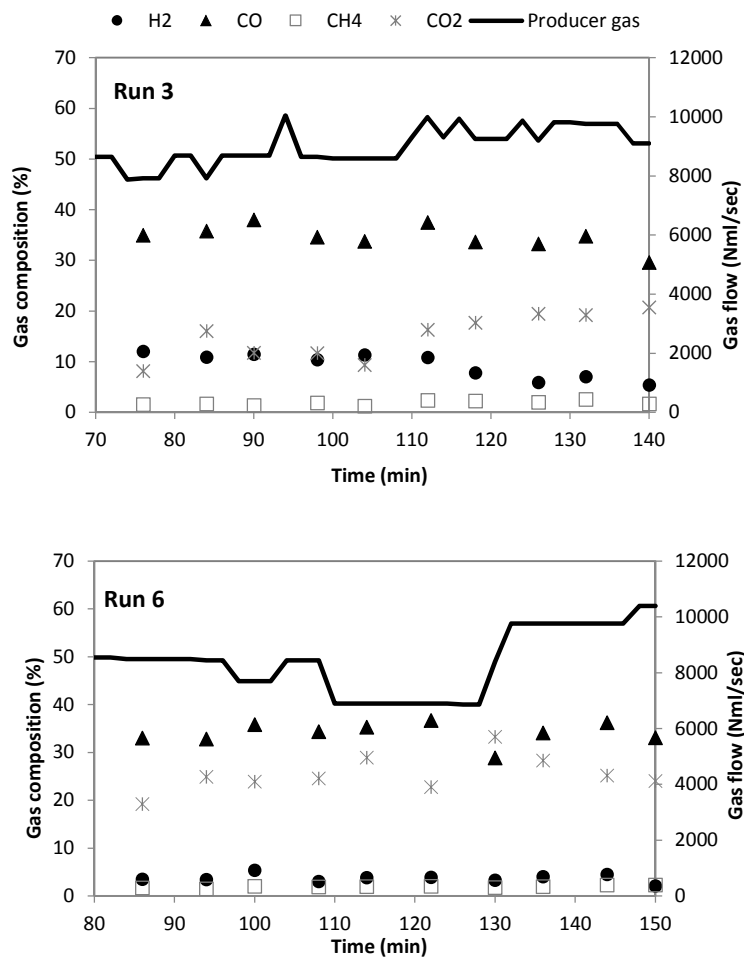 H2 CO CH4 CO2 Producer gas
70 12000
60 10000
50 8000
40 6000
30 4000
20 2000
10 0
0
Run 3
Gas composition (%)
Gas flow (Nml/sec)
70 80 90 100 110 120 130 140
Time (min)
70 12000
60 10000
50 8000
40 6000
30 4000
20 2000
10 0
0
Run 6
Gas composition (%)
Gas flow (Nml/sec)
80 90 100 110 120 130 140 150
Time (min)